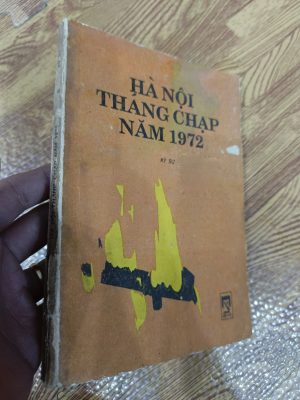 HÀ NỘI
THÁNG CHẠP
NĂM 1972
KÝ SỰ